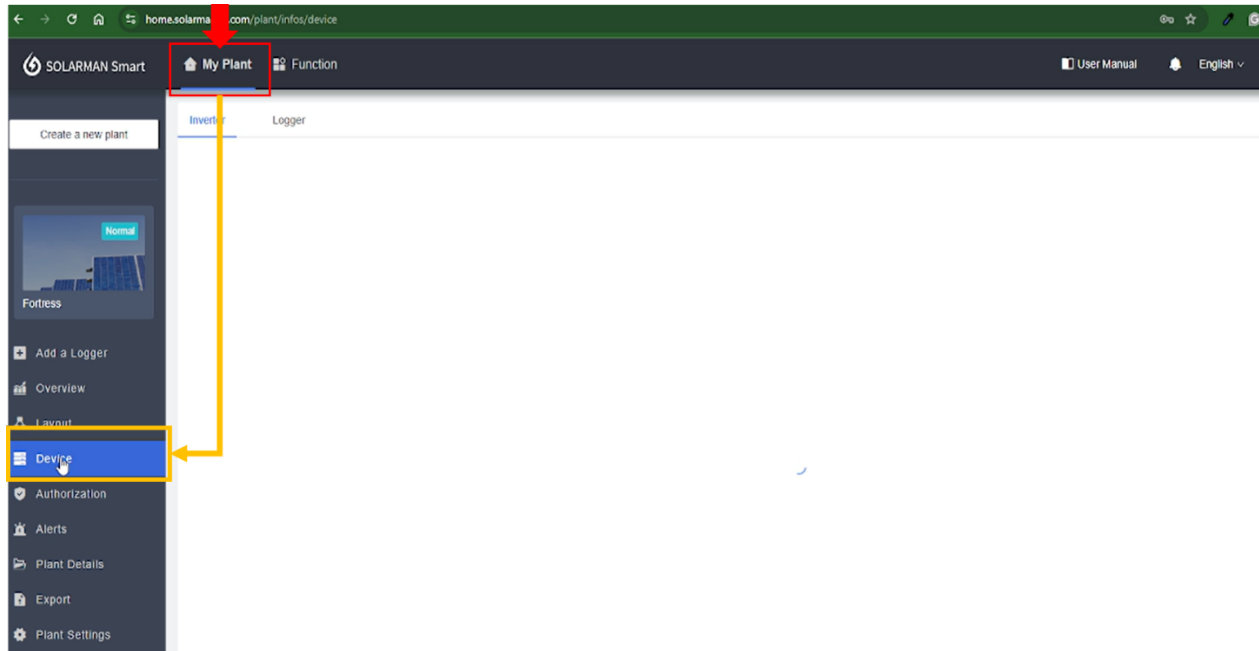 home.solarma .com/plant/infos/device
SOLARMAN Smart
My Plant
Function
User Manual
English
Create a new plant
Inverter
Logger
Normal
Fortress
Add a Logger
Overview
Layout
Device
Authorization
Alerts
Plant Details
Export
Plant Settings